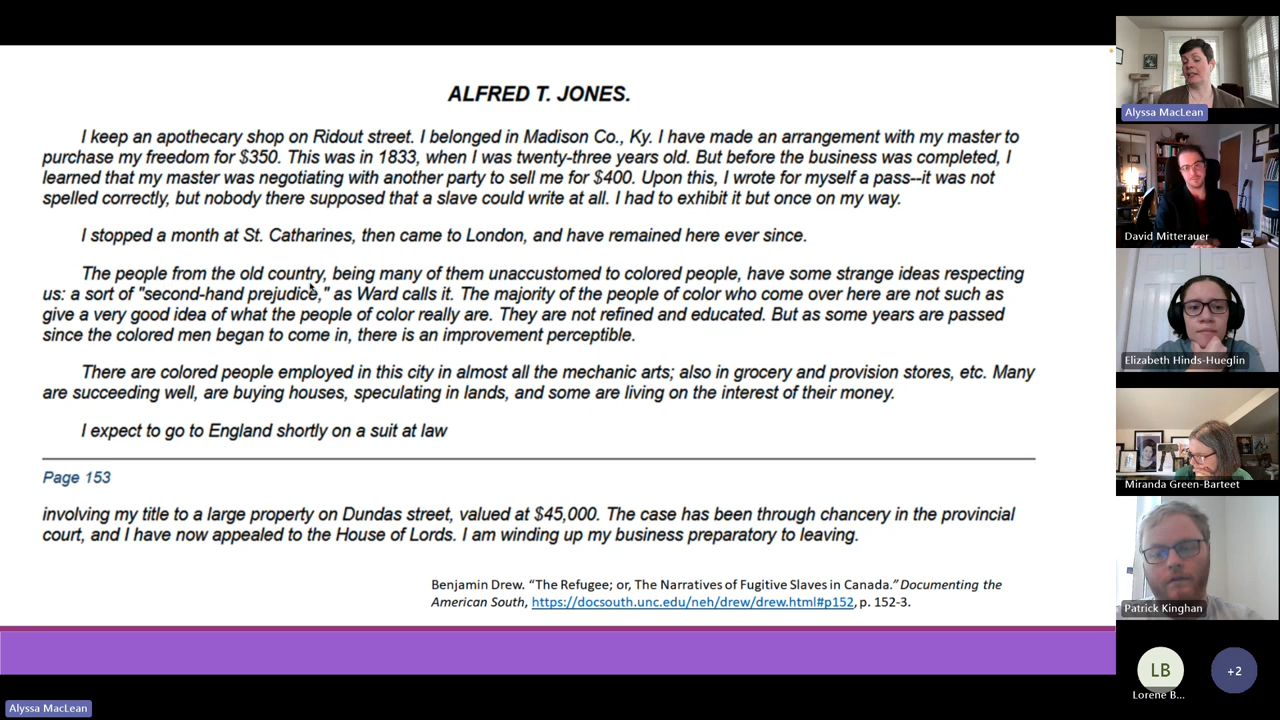 ALFRED T. JONES.
I keep an apothecary shop on Ridout street. I belonged in Madison Co., Ky. I have made an arrangement with my master to
purchase my freedom for $350. This was in 1833, when I was twenty-three years old. But before the business was completed, I
learned that my master was negotiating with another party to sell me for $400. Upon this, I write for myself a pass--it was not
spelled correctly, but nobody there supposed that a slave could write at all. I had to exhibit it but once on my way.
I stopped a month at St. Catharines, then came to London, and have remained here ever since.
The people from the old country, being many of them unaccustomed to colored people, have some strange ideas respecting
us: a sort of "second-hand prejudice," as Ward calls it. The majority of the people of color who come over here are not such as
give a very good idea of what the people of color really are. They are not refined and educated. But as some years are passed
since the colored men began to come in, there is an improvement perceptible.
There are colored people employed in this city in almost all the mechanic arts; also in grocery and provision stores, etc. Many
are succeeding well, are buying houses, speculating in lands, and some are living on the interest of their money.
I expect to go to England shortly on a suit at law
Page 153
involving my title to a large property on Dundas street, valued at $45,000. The case has been through chancery in the provincial
court, and I have now appealed to the House of Lords. I am winding up my business preparatory to leaving.
Benjamin Drew. “The Refugee; or, The Narratives of Fugitive Slaves in Canada.” Documenting the
American South, https://docsouth.unc.edu/neh/drew/drew.html#p152, p. 152-3.
Alyssa MacLean
David Mitterauer
Elizabeth Hinds-Hueglin
Miranda Green-Barteet
Patrick Kinghan
LB
Lorene B...
+2
Alyssa MacLean